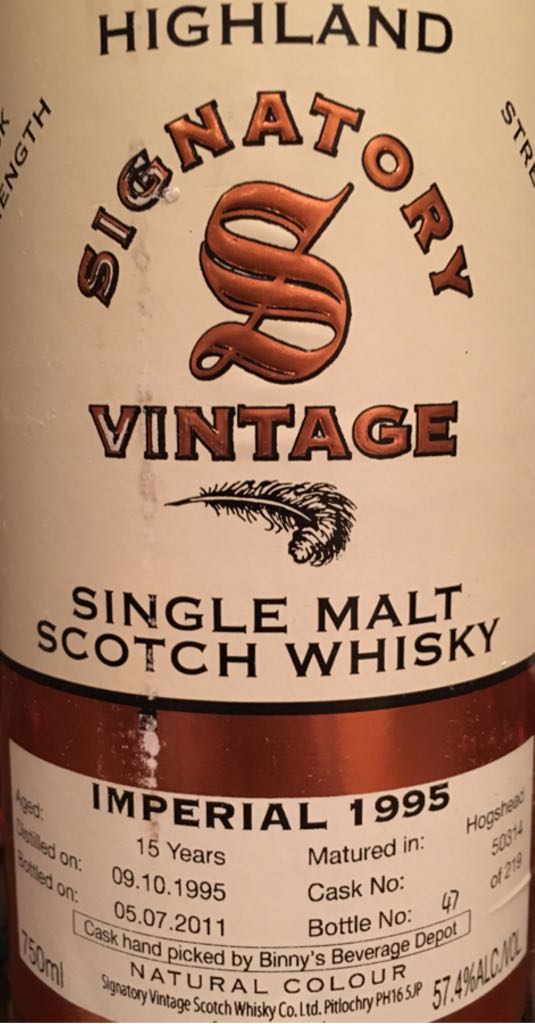 HIGHLAND
SIGNATORY
S
VINTAGE
SINGLE MALT
SCOTCH WHISKY
IMPERIAL 1995
Aged: 15 Years
Distilled on: 09.10.1995
Bottled on: 05.07.2011
Matured in: Hogshead
Cask No: 50314
Bottle No: 47 of 219
Cask hand picked by Binny's Beverage Depot
750ml
NATURAL COLOUR
57.4%ALC./VOL
Signatory Vintage Scotch Whisky Co. Ltd. Pitlochry PH16 5JP